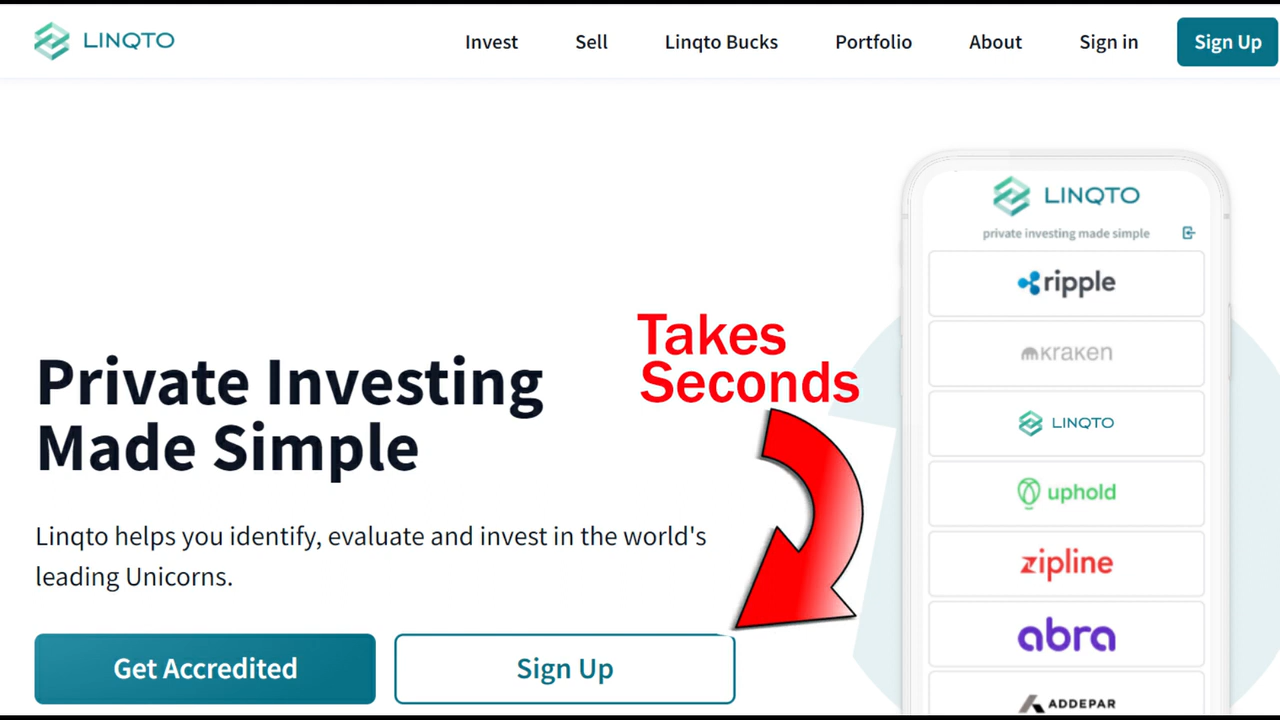 LINQTO
Invest
Sell
Linqto Bucks
Portfolio
About
Sign in
Sign Up
LINQTO
private investing made simple
ripple
kraken
LINQTO
uphold
zipline
abra
ADDEPAR
Takes
Seconds
Private Investing
Made Simple
Linqto helps you identify, evaluate and invest in the world's
leading Unicorns.
Get Accredited
Sign Up